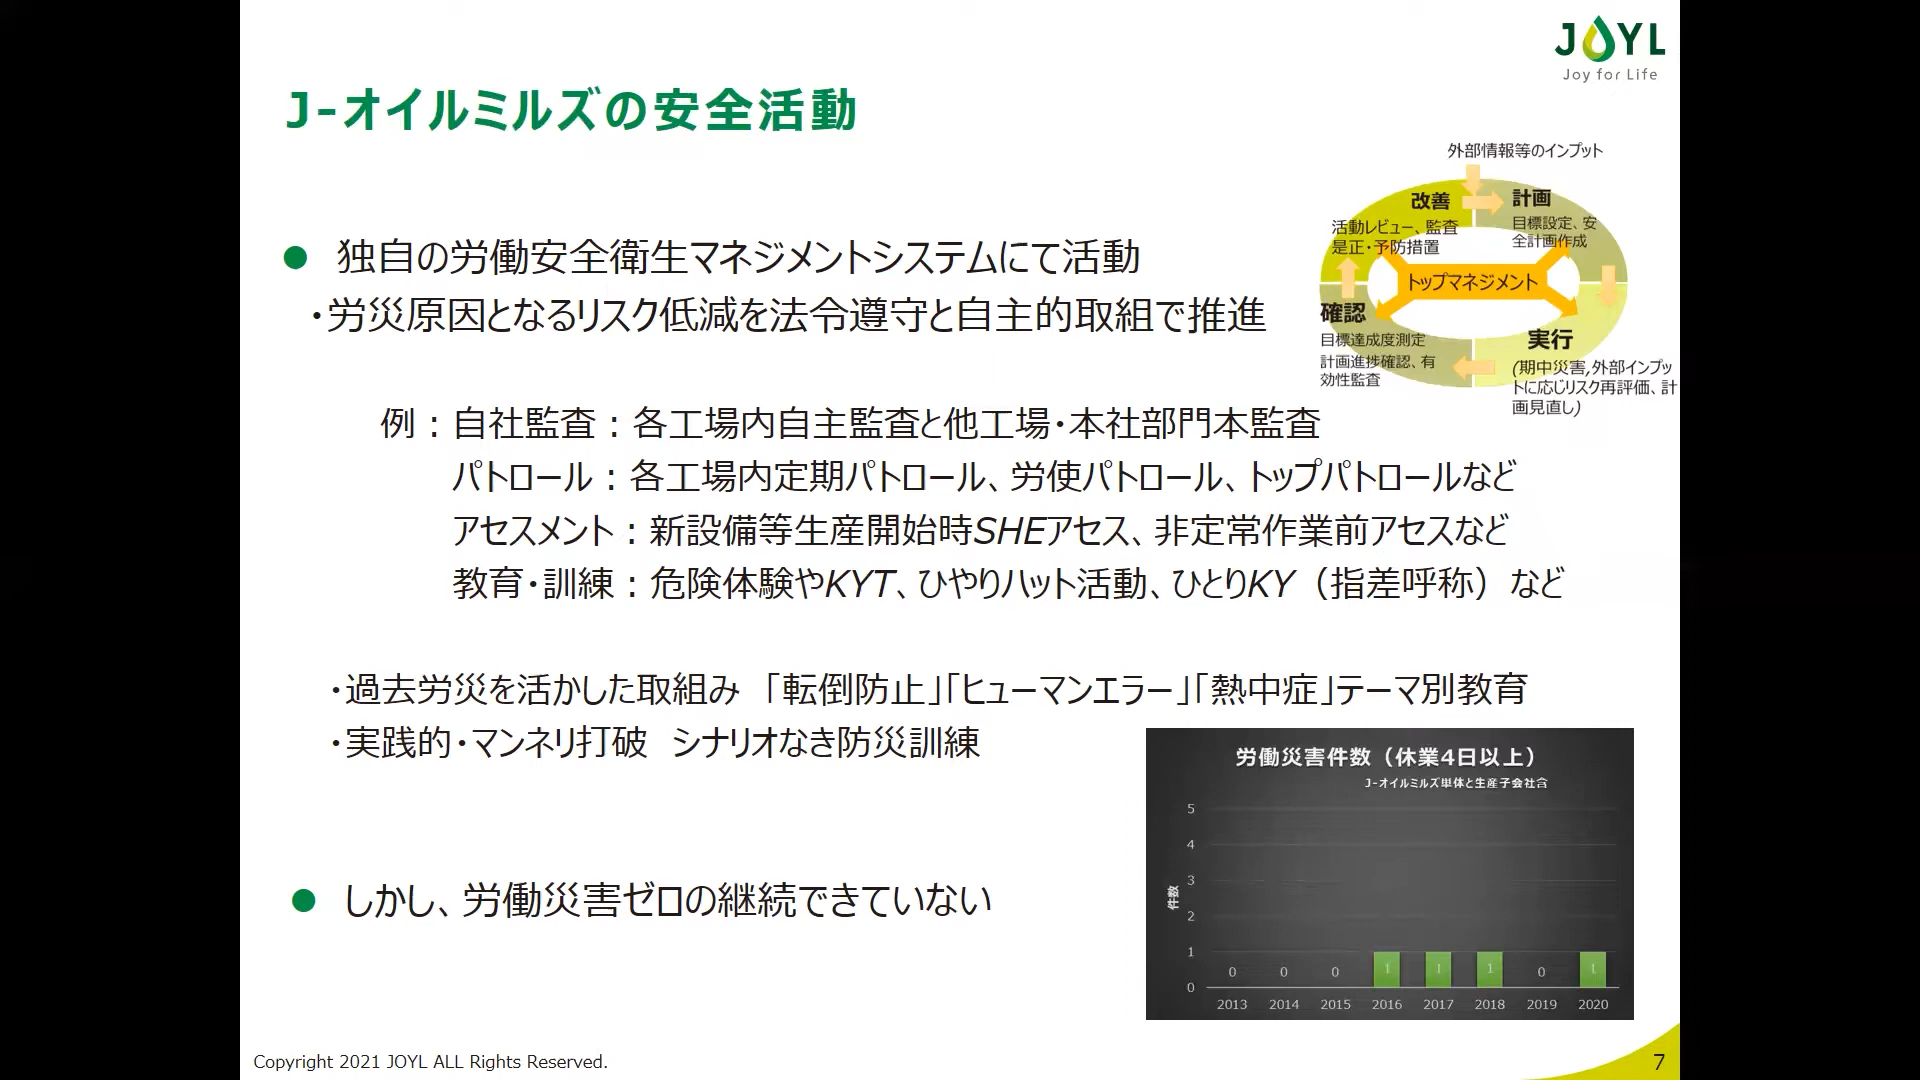 JOYL
Joy for Life
J-オイルミルズの安全活動
外部情報等のインプット
改善
活動レビュー、監査
是正・予防措置
計画
目標設定、安
全計画作成
トップマネジメント
確認
目標達成度測定
計画進捗確認、有
効性監査
実行
(期中災害,外部インプッ
トに応じリスク再評価、計
画見直し)
● 独自の労働安全衛生マネジメントシステムにて活動
・労災原因となるリスク低減を法令遵守と自主的取組で推進
例：自社監査：各工場内自主監査と他工場・本社部門本監査
パトロール：各工場内定期パトロール、労使パトロール、トップパトロールなど
アセスメント：新設備等生産開始時SHEアセス、非定常作業前アセスなど
教育・訓練：危険体験やKYT、ひやりハット活動、ひとりKY（指差呼称）など
・過去労災を活かした取組み 「転倒防止」「ヒューマンエラー」「熱中症」テーマ別教育
・実践的・マンネリ打破 シナリオなき防災訓練
● しかし、労働災害ゼロの継続できていない
労働災害件数（休業4日以上）
J-オイルミルズ単体と生産子会社含
件数
5
4
3
2
1
0
0 0 0 1 1 1 0 1
2013 2014 2015 2016 2017 2018 2019 2020
Copyright 2021 JOYL ALL Rights Reserved.
7